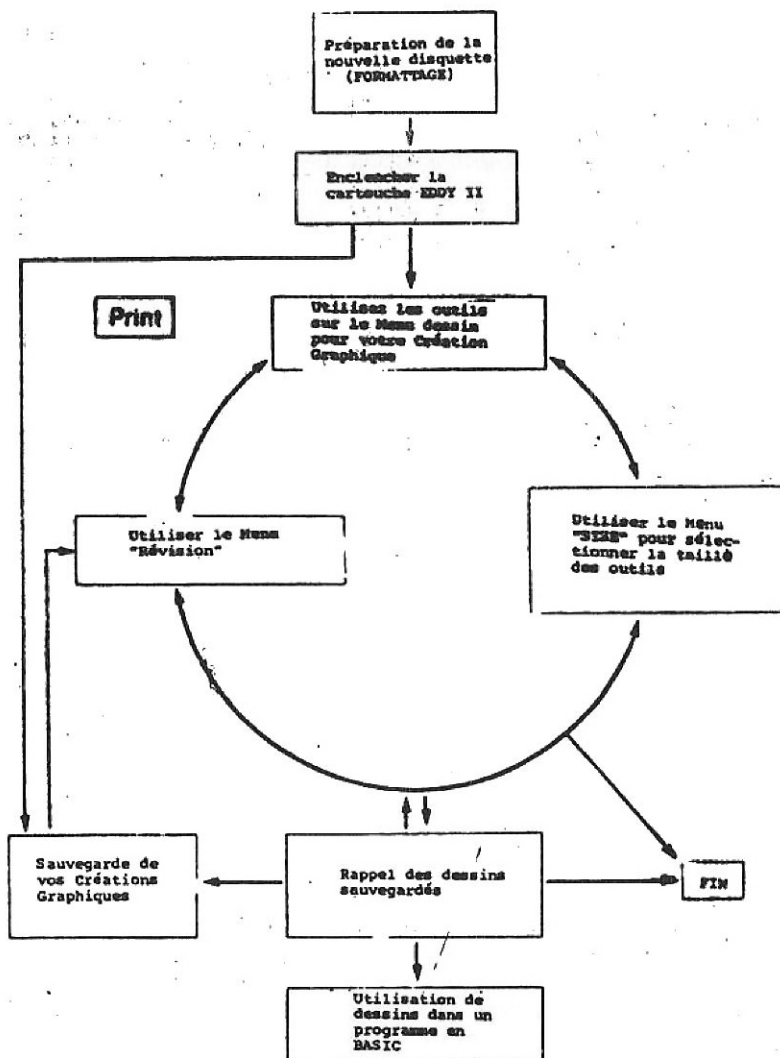 Préparation de la
nouvelle disquette
(FORMATTAGE)
Enclencher la
cartouche EDDY II
Print
Utilisez les outils
sur le Menu dessin
pour votre Création
Graphique
Utiliser le Menu
"Révision"
Utiliser le Menu
"SIZE" pour sélec-
tionner la taille
des outils
Sauvegarde de
vos Créations
Graphiques
Rappel des dessins
sauvegardés
FIN
Utilisation de
dessins dans un
programme en
BASIC